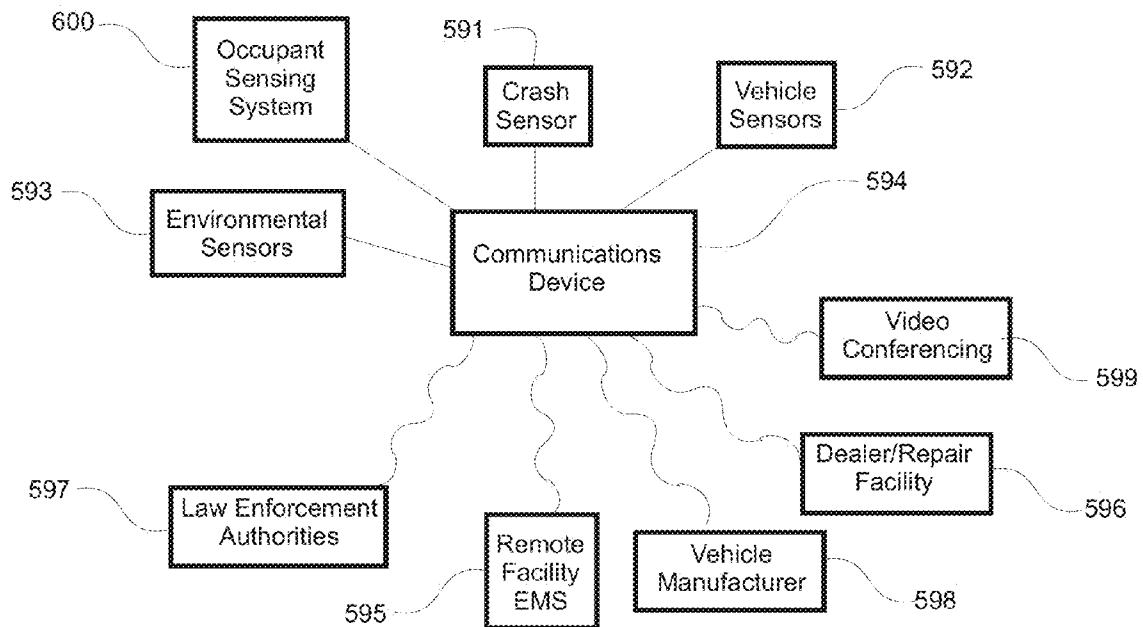 600
Occupant
Sensing
System
591
Crash
Sensor
Vehicle
Sensors
592
593
Environmental
Sensors
594
Communications
Device
Video
Conferencing
599
Dealer/Repair
Facility
596
597
Law Enforcement
Authorities
Remote
Facility
EMS
595
Vehicle
Manufacturer
598